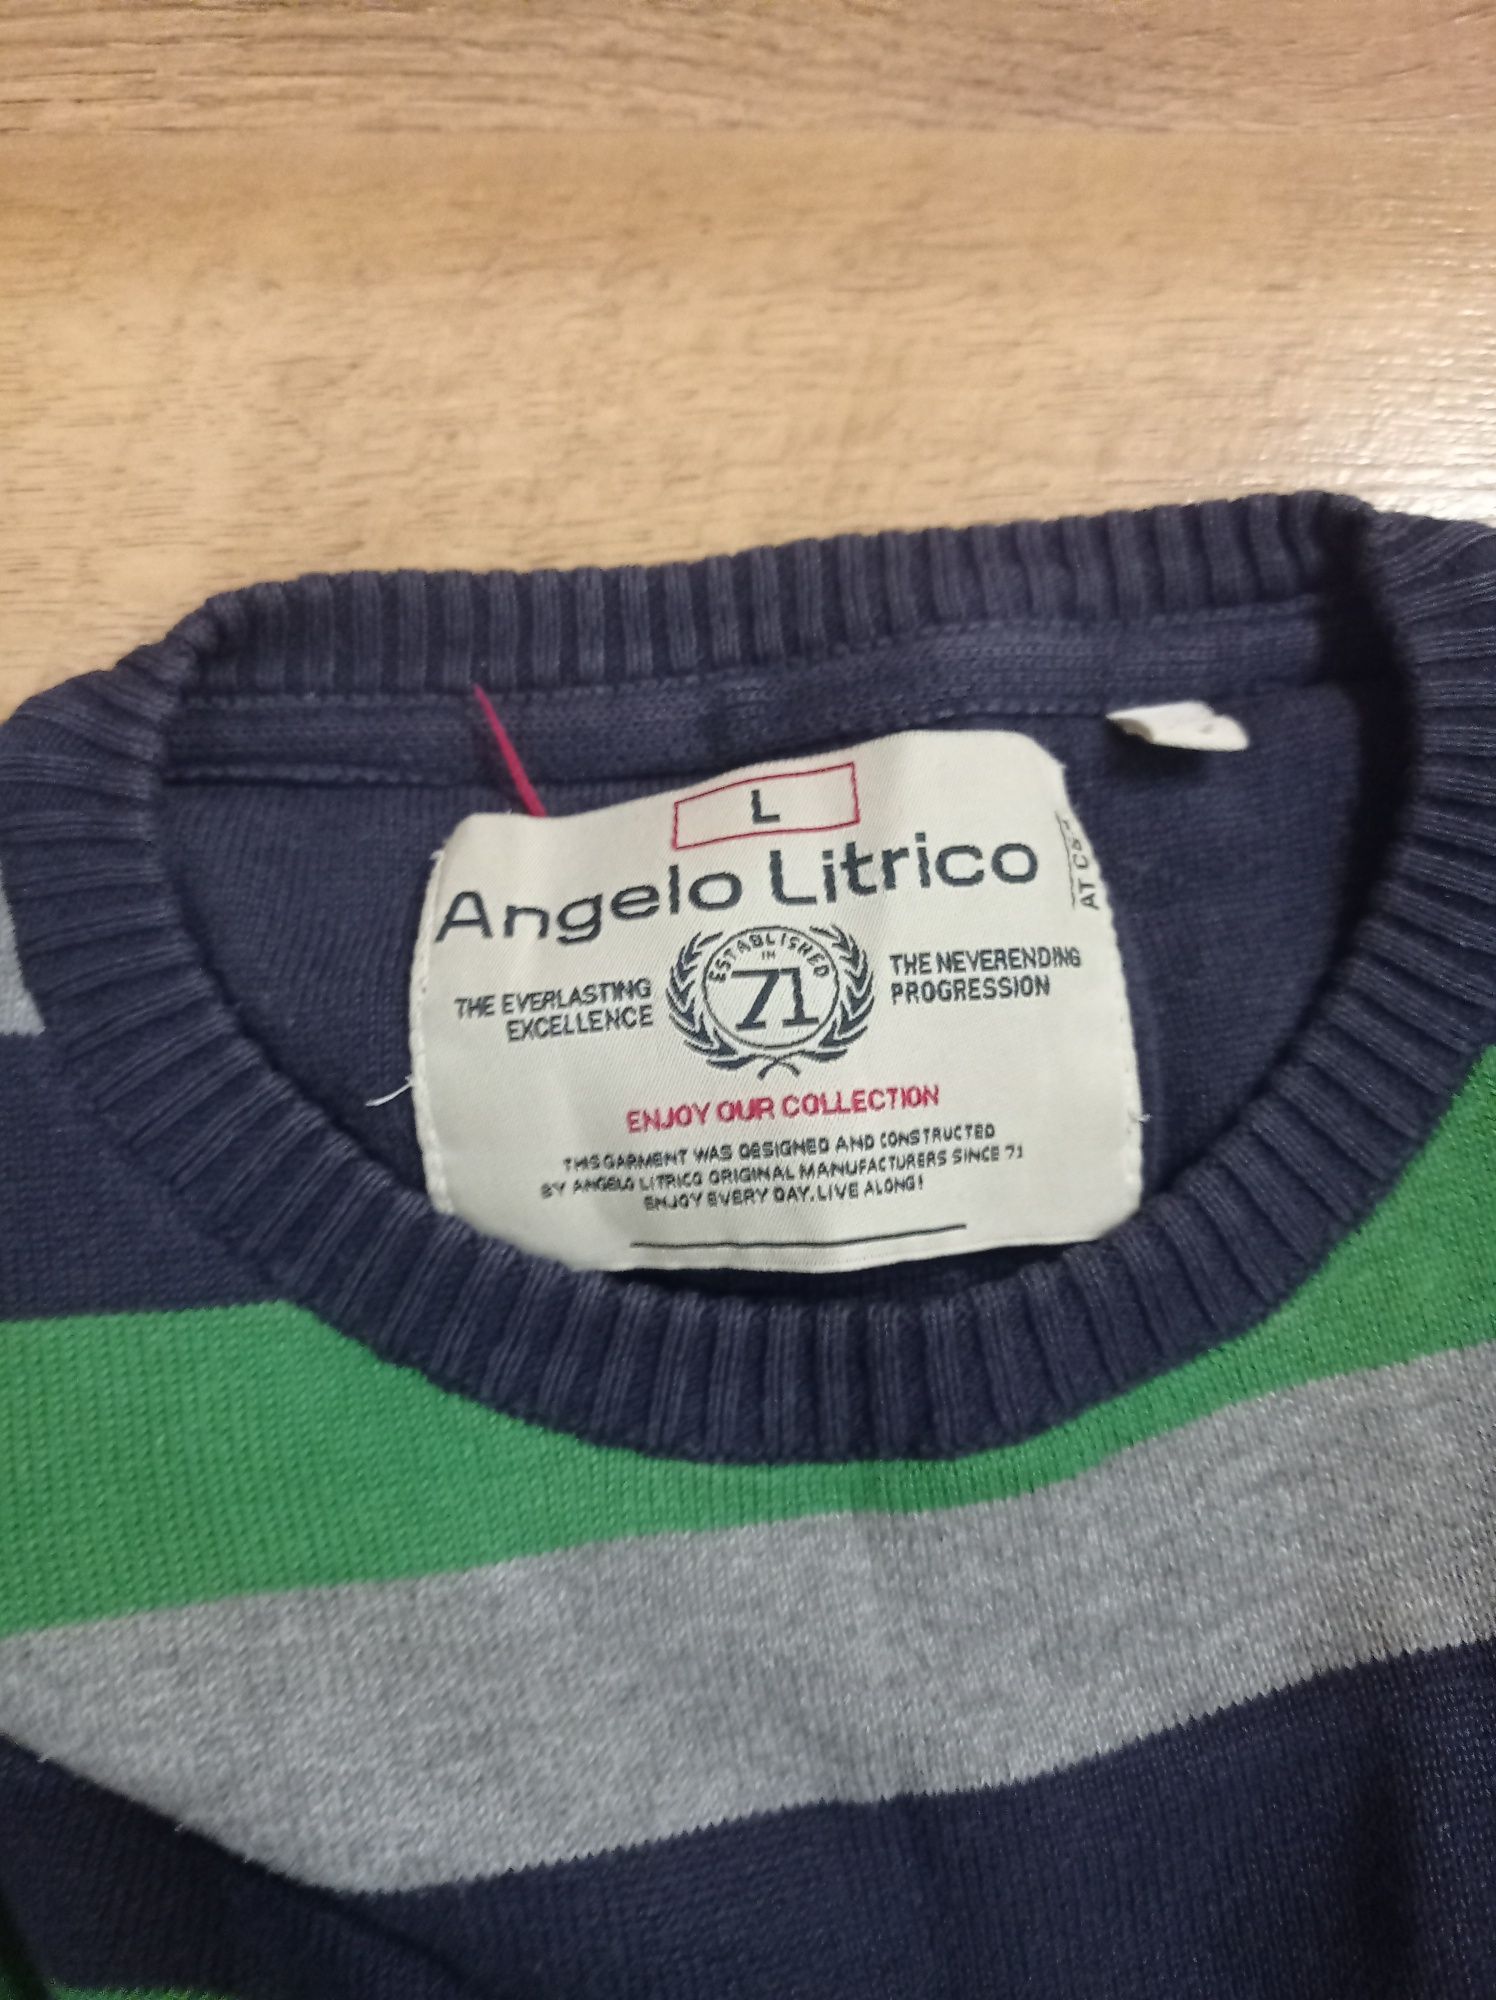 L
Angelo Litrico
AT C&A
THE EVERLASTING
EXCELLENCE
ESTABLISHED
IN
71
THE NEVERENDING
PROGRESSION
ENJOY OUR COLLECTION
THIS GARMENT WAS DESIGNED AND CONSTRUCTED
BY ANGELO LITRICO ORIGINAL MANUFACTURERS SINCE 71
ENJOY EVERY DAY. LIVE ALONG!